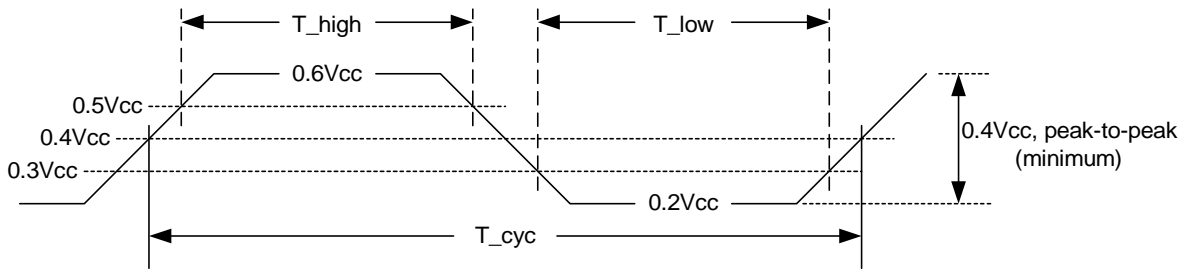 T_high
T_low
0.6Vcc
0.5Vcc
0.4Vcc
0.3Vcc
0.2Vcc
0.4Vcc, peak-to-peak
(minimum)
T_cyc